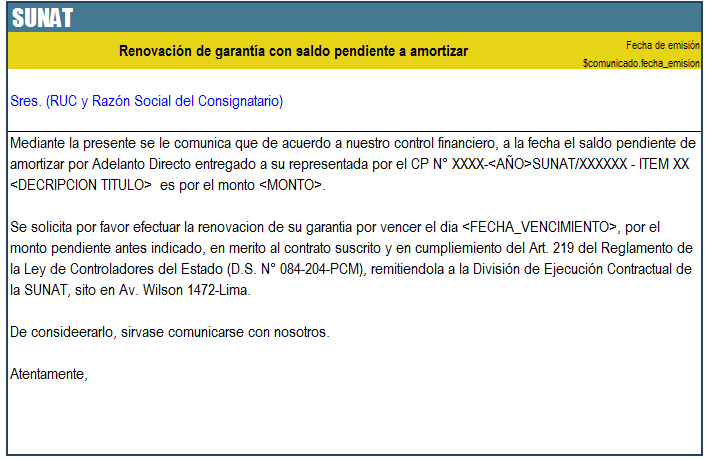 SUNAT
Renovación de garantía con saldo pendiente a amortizar
Fecha de emisión
$comunicado.fecha_emision
Sres. (RUC y Razón Social del Consignatario)
Mediante la presente se le comunica que de acuerdo a nuestro control financiero, a la fecha el saldo pendiente de
amortizar por Adelanto Directo entregado a su representada por el CP N° XXXX-<AÑO>SUNAT/XXXXXX - ITEM XX
<DECRIPCION TITULO> es por el monto <MONTO>.
Se solicita por favor efectuar la renovacion de su garantia por vencer el dia <FECHA_VENCIMIENTO>, por el
monto pendiente antes indicado, en merito al contrato suscrito y en cumpliemiento del Art. 219 del Reglamento de
la Ley de Controladores del Estado (D.S. N° 084-204-PCM), remitiendola a la División de Ejecución Contractual de
la SUNAT, sito en Av. Wilson 1472-Lima.
De consideerarlo, sirvase comunicarse con nosotros.
Atentamente,